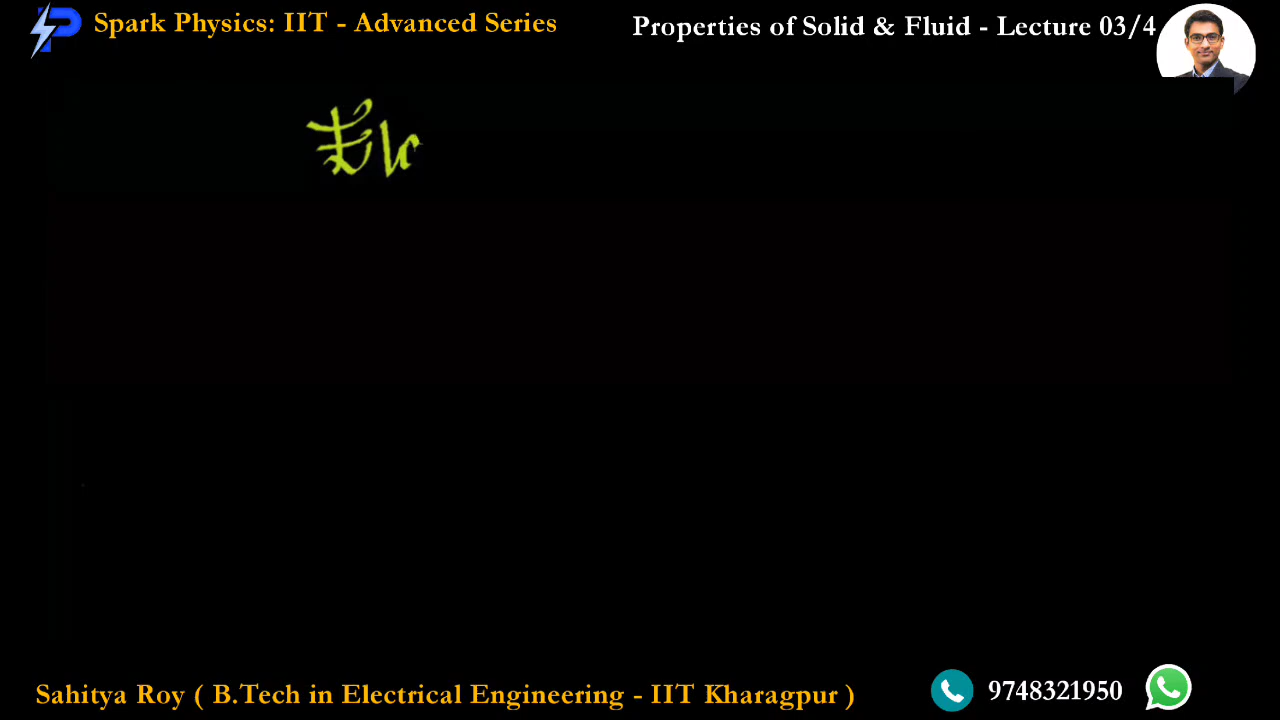 Spark Physics: IIT - Advanced Series
Properties of Solid & Fluid - Lecture 03/4
Sahitya Roy ( B.Tech in Electrical Engineering - IIT Kharagpur )
9748321950